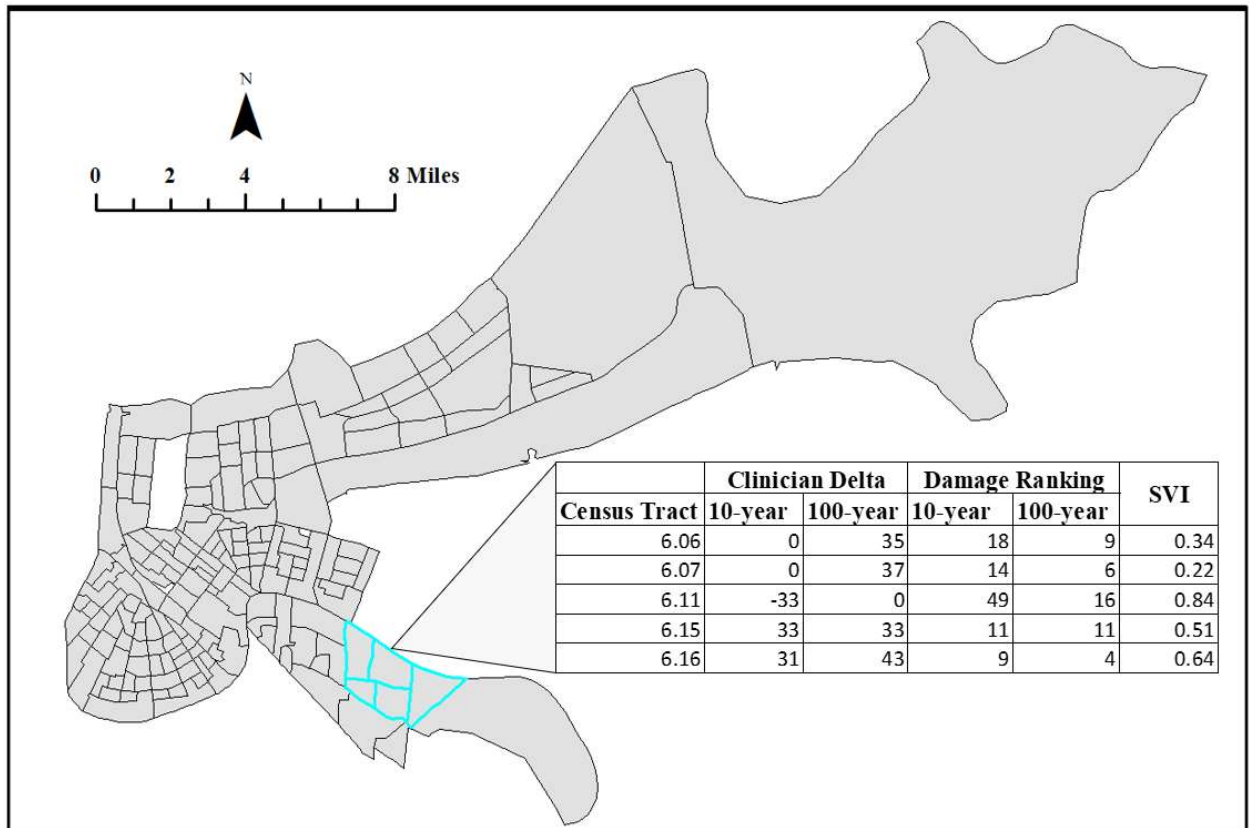 N
0 2 4 8 Miles
Clinician Delta Damage Ranking SVI
Census Tract 10-year 100-year 10-year 100-year
6.06 0 35 18 9 0.34
6.07 0 37 14 6 0.22
6.11 -33 0 49 16 0.84
6.15 33 33 11 11 0.51
6.16 31 43 9 4 0.64